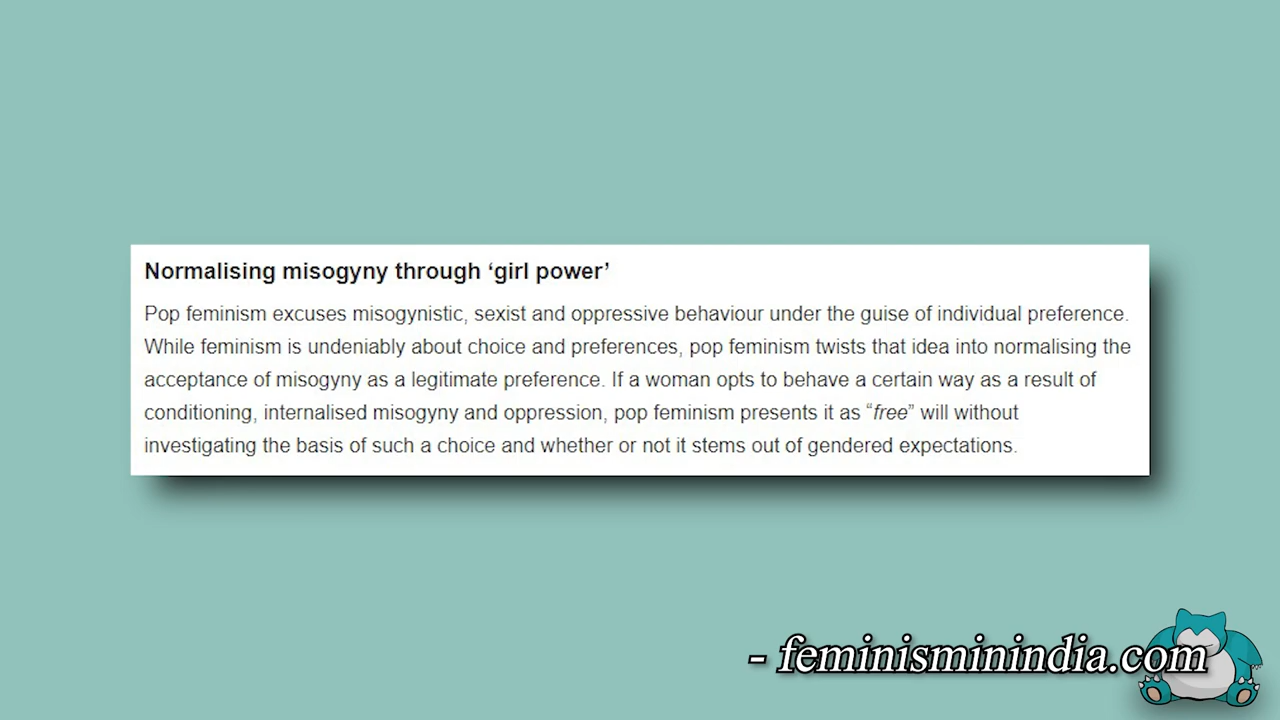 Normalising misogyny through ‘girl power’
Pop feminism excuses misogynistic, sexist and oppressive behaviour under the guise of individual preference.
While feminism is undeniably about choice and preferences, pop feminism twists that idea into normalising the
acceptance of misogyny as a legitimate preference. If a woman opts to behave a certain way as a result of
conditioning, internalised misogyny and oppression, pop feminism presents it as “free” will without
investigating the basis of such a choice and whether or not it stems out of gendered expectations.
- feminisminindia.com